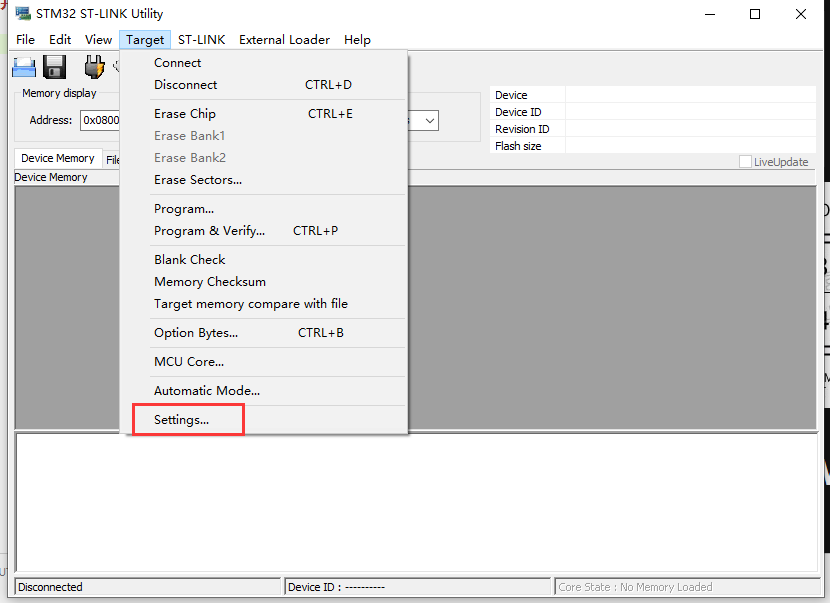 STM32 ST-LINK Utility
File Edit View Target ST-LINK External Loader Help
Connect
Disconnect CTRL+D
Erase Chip CTRL+E
Erase Bank1
Erase Bank2
Erase Sectors...
Program...
Program & Verify... CTRL+P
Blank Check
Memory Checksum
Target memory compare with file
Option Bytes... CTRL+B
MCU Core...
Automatic Mode...
Settings...
Memory display
Address: 0x0800
Device
Device ID
Revision ID
Flash size
LiveUpdate
Device Memory File
Device Memory
Disconnected Device ID : ---------- Core State : No Memory Loaded